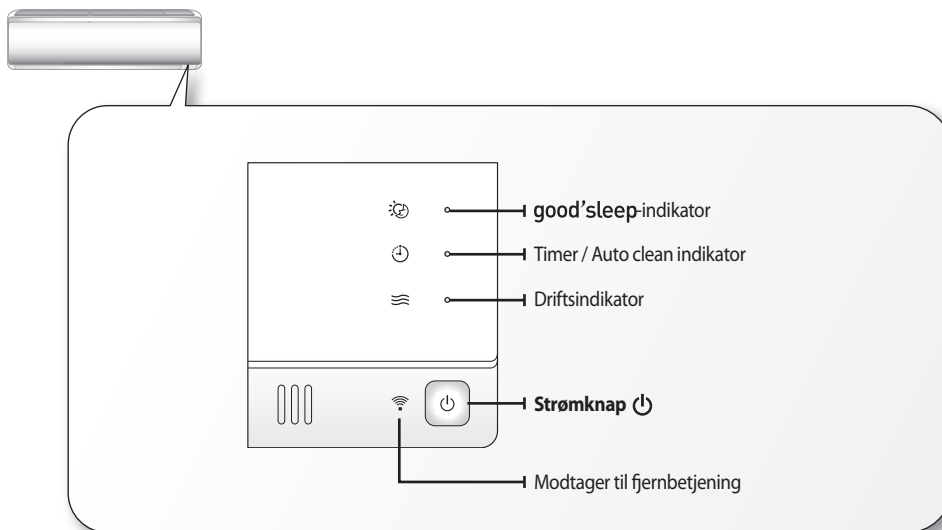 good'sleep-indikator
Timer / Auto clean indikator
Driftsindikator
Strømknap
Modtager til fjernbetjening